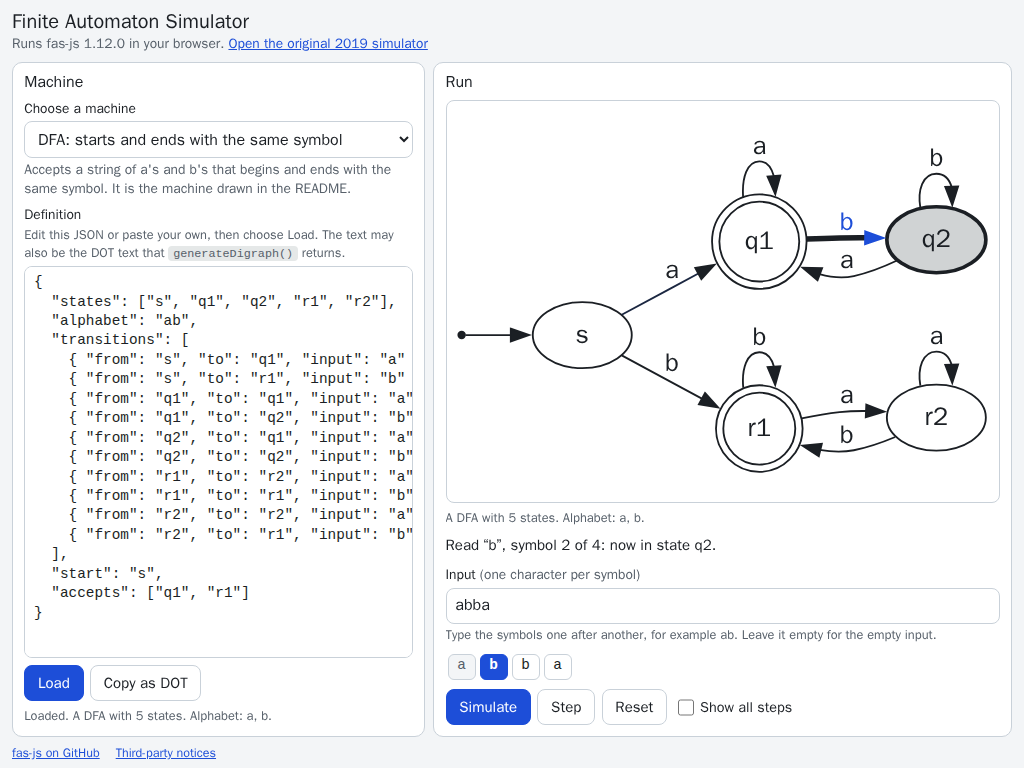 Finite Automaton Simulator
Runs fas-js 1.12.0 in your browser. Open the original 2019 simulator
Machine
Choose a machine
DFA: starts and ends with the same symbol
Accepts a string of a's and b's that begins and ends with the
same symbol. It is the machine drawn in the README.
Definition
Edit this JSON or paste your own, then choose Load. The text may
also be the DOT text that generateDigraph() returns.
{
  "states": ["s", "q1", "q2", "r1", "r2"],
  "alphabet": "ab",
  "transitions": [
    { "from": "s", "to": "q1", "input": "a"
    { "from": "s", "to": "r1", "input": "b"
    { "from": "q1", "to": "q1", "input": "a"
    { "from": "q1", "to": "q2", "input": "b"
    { "from": "q2", "to": "q1", "input": "a"
    { "from": "q2", "to": "q2", "input": "b"
    { "from": "r1", "to": "r2", "input": "a"
    { "from": "r1", "to": "r1", "input": "b"
    { "from": "r2", "to": "r2", "input": "a"
    { "from": "r2", "to": "r1", "input": "b"
  ],
  "start": "s",
  "accepts": ["q1", "r1"]
}
Load Copy as DOT
Loaded. A DFA with 5 states. Alphabet: a, b.
Run
a
b
b
q1
q2
a
a
s
b
b
a
a
r1
r2
b
A DFA with 5 states. Alphabet: a, b.
Read “b”, symbol 2 of 4: now in state q2.
Input (one character per symbol)
abba
Type the symbols one after another, for example ab. Leave it empty for the empty input.
a b b a
Simulate Step Reset Show all steps
fas-js on GitHub Third-party notices